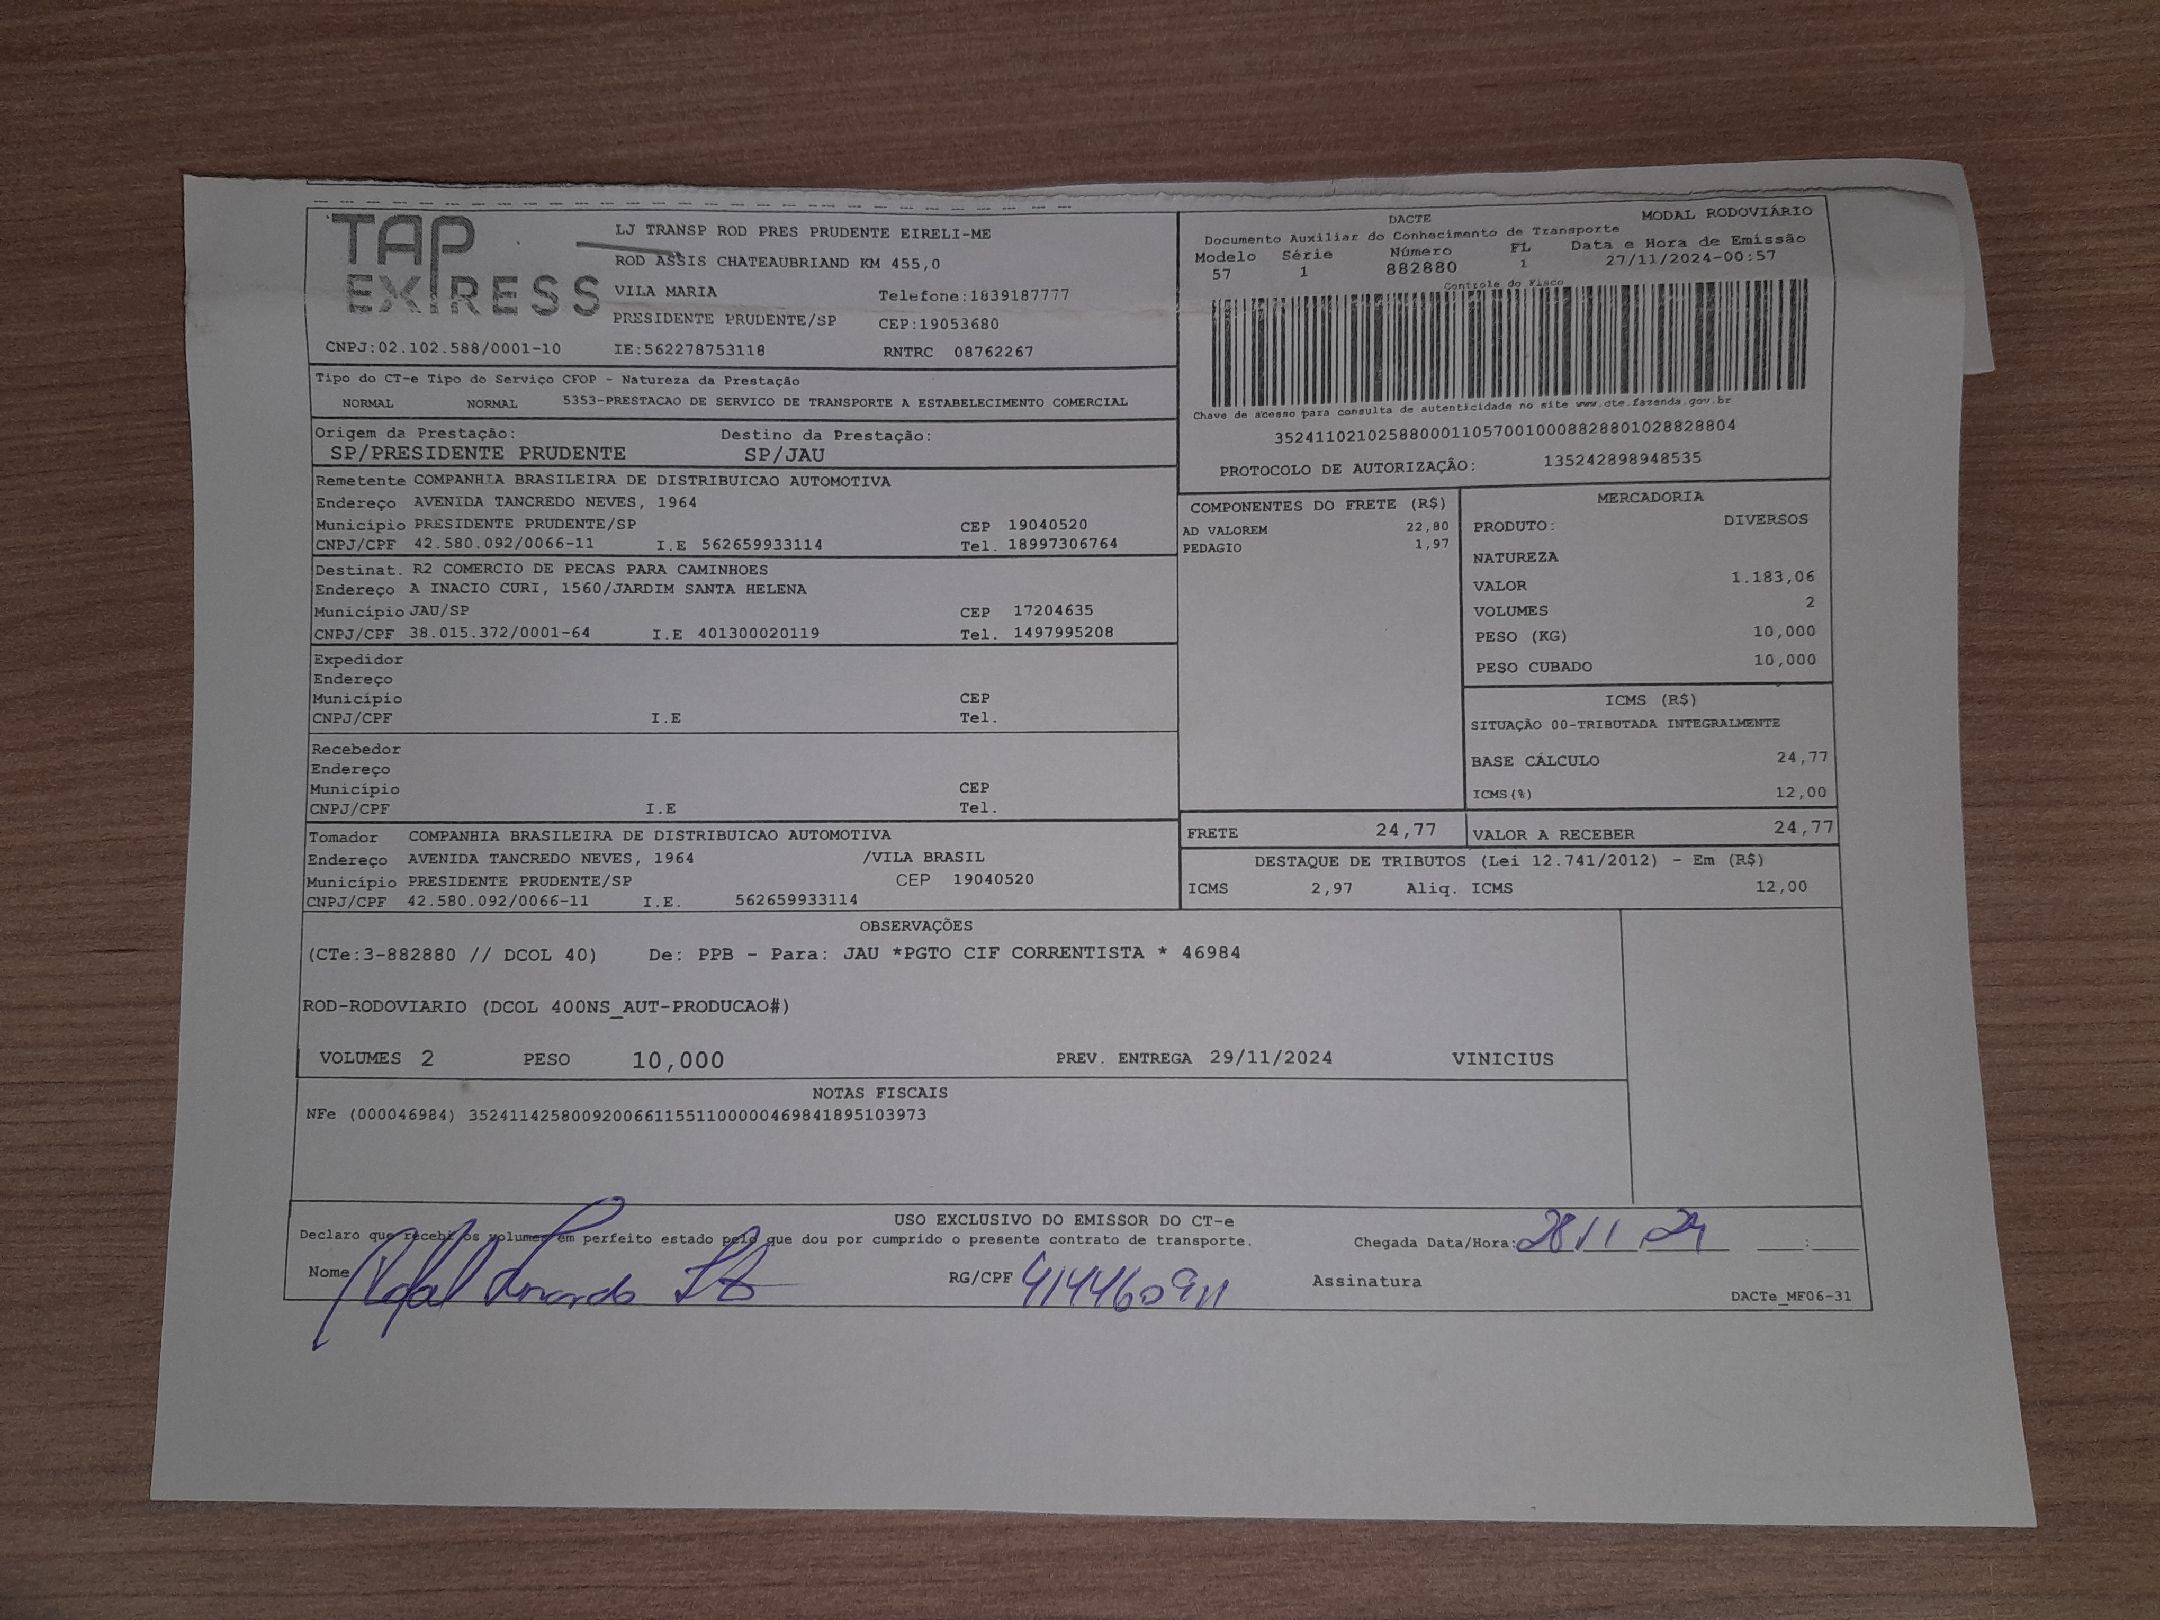 TAP EXPRESS
LJ TRANSP ROD PRES PRUDENTE EIRELI-ME
ROD ASSIS CHATEAUBRIAND KM 455,0
VILA MARIA Telefone:1839187777
PRESIDENTE PRUDENTE/SP CEP:19053680
CNPJ:02.102.588/0001-10 IE:562278753118 RNTRC 08762267
DACTE MODAL RODOVIÁRIO
Documento Auxiliar do Conhecimento de Transporte
Modelo Série Número FL Data e Hora de Emissão
57 1 882880 1 27/11/2024-00:57
Controle do Fisco
Chave de acesso para consulta de autenticidade no site www.cte.fazenda.gov.br
35241102102588000110570010008828801028828804
PROTOCOLO DE AUTORIZAÇÃO: 135242898948535
Tipo do CT-e Tipo do Serviço CFOP - Natureza da Prestação
NORMAL NORMAL 5353-PRESTACAO DE SERVICO DE TRANSPORTE A ESTABELECIMENTO COMERCIAL
Origem da Prestação: Destino da Prestação:
SP/PRESIDENTE PRUDENTE SP/JAU
Remetente COMPANHIA BRASILEIRA DE DISTRIBUICAO AUTOMOTIVA
Endereço AVENIDA TANCREDO NEVES, 1964
Município PRESIDENTE PRUDENTE/SP CEP 19040520
CNPJ/CPF 42.580.092/0066-11 I.E 562659933114 Tel. 18997306764
Destinat. R2 COMERCIO DE PECAS PARA CAMINHOES
Endereço A INACIO CURI, 1560/JARDIM SANTA HELENA
Município JAU/SP CEP 17204635
CNPJ/CPF 38.015.372/0001-64 I.E 401300020119 Tel. 1497995208
Expedidor
Endereço
Município CEP
CNPJ/CPF I.E Tel.
Recebedor
Endereço
Município CEP
CNPJ/CPF I.E Tel.
Tomador COMPANHIA BRASILEIRA DE DISTRIBUICAO AUTOMOTIVA
Endereço AVENIDA TANCREDO NEVES, 1964 /VILA BRASIL
Município PRESIDENTE PRUDENTE/SP CEP 19040520
CNPJ/CPF 42.580.092/0066-11 I.E. 562659933114
COMPONENTES DO FRETE (R$)
AD VALOREM 22,80
PEDAGIO 1,97
MERCADORIA
PRODUTO: DIVERSOS
NATUREZA
VALOR 1.183,06
VOLUMES 2
PESO (KG) 10,000
PESO CUBADO 10,000
ICMS (R$)
SITUAÇÃO 00-TRIBUTADA INTEGRALMENTE
BASE CÁLCULO 24,77
ICMS(%) 12,00
FRETE 24,77 VALOR A RECEBER 24,77
DESTAQUE DE TRIBUTOS (Lei 12.741/2012) - Em (R$)
ICMS 2,97 Aliq. ICMS 12,00
OBSERVAÇÕES
(CTe:3-882880 // DCOL 40) De: PPB - Para: JAU *PGTO CIF CORRENTISTA * 46984
ROD-RODOVIARIO (DCOL 400NS_AUT-PRODUCAO#)
VOLUMES 2 PESO 10,000 PREV. ENTREGA 29/11/2024 VINICIUS
NOTAS FISCAIS
NFe (000046984) 35241142580092006611551100000469841895103973
USO EXCLUSIVO DO EMISSOR DO CT-e
Declaro que recebi os volumes em perfeito estado pelo que dou por cumprido o presente contrato de transporte. Chegada Data/Hora: 28 11 24 :
Nome RG/CPF 414460911 Assinatura
DACTe_MF06-31